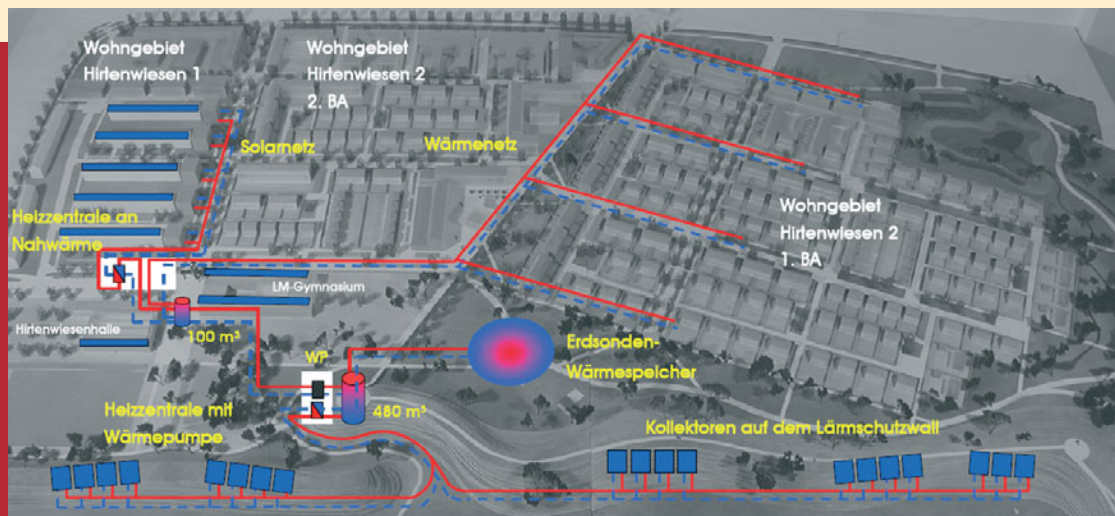 Wohngebiet
Hirtenwiesen 1
Wohngebiet
Hirtenwiesen 2
2. BA
Solarnetz
Wärmenetz
Heizzentrale an
Nahwärme
Wohngebiet
Hirtenwiesen 2
1. BA
LM-Gymnasium
Hirtenwiesenhalle
100 m³
WP
Erdsonden-
Wärmespeicher
480 m³
Heizzentrale mit
Wärmepumpe
Kollektoren auf dem Lärmschutzwall